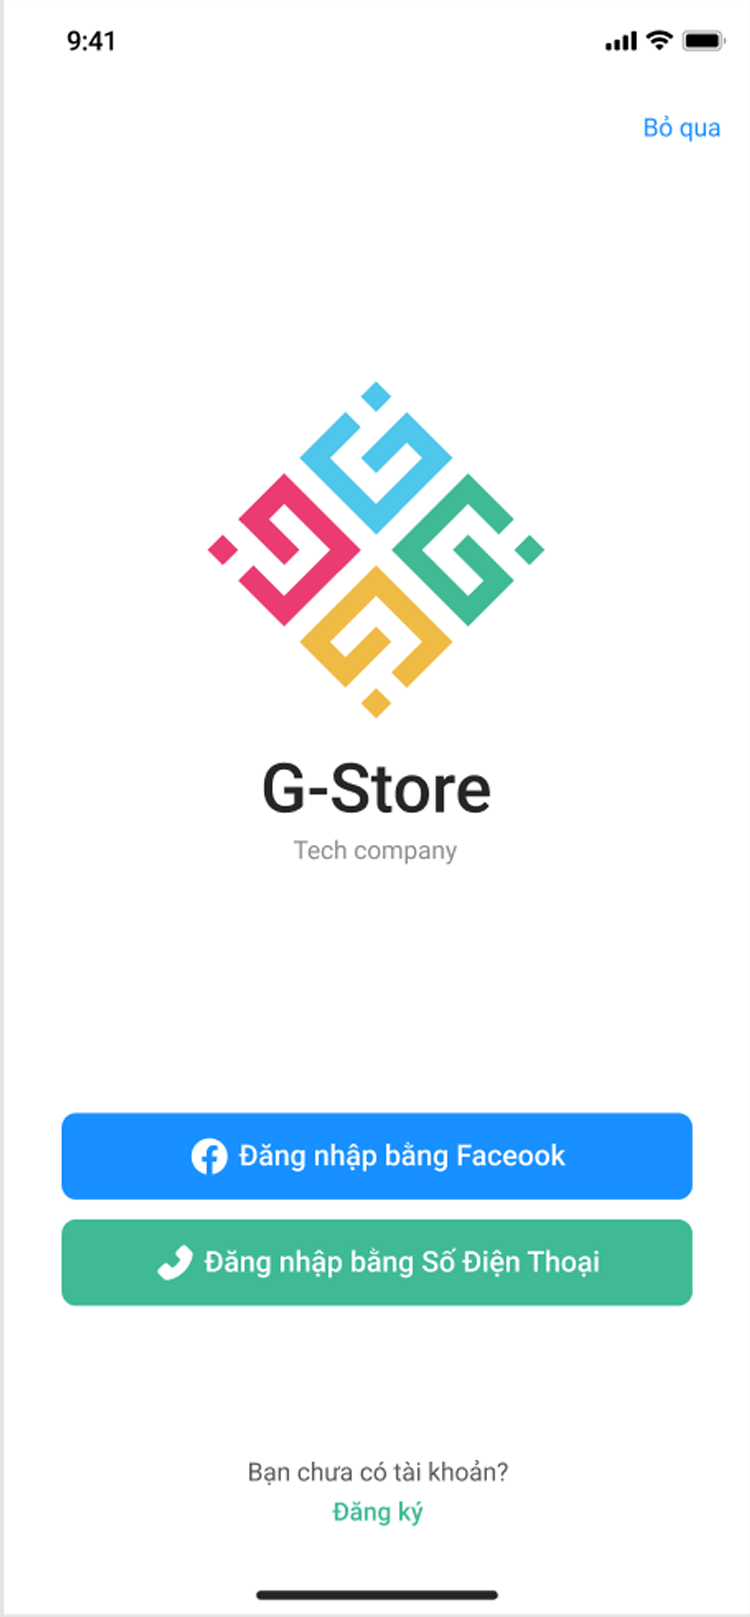 9:41
Bỏ qua
G-Store
Tech company
Đăng nhập bằng Faceook
Đăng nhập bằng Số Điện Thoại
Bạn chưa có tài khoản?
Đăng ký